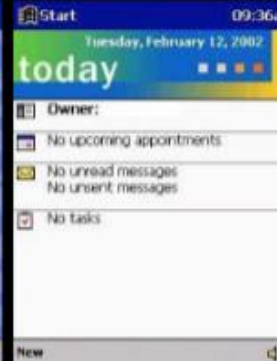 Start 09:36a
Tuesday, February 12, 2002
today
Owner:
No upcoming appointments
No unread messages
No unsent messages
No tasks
New